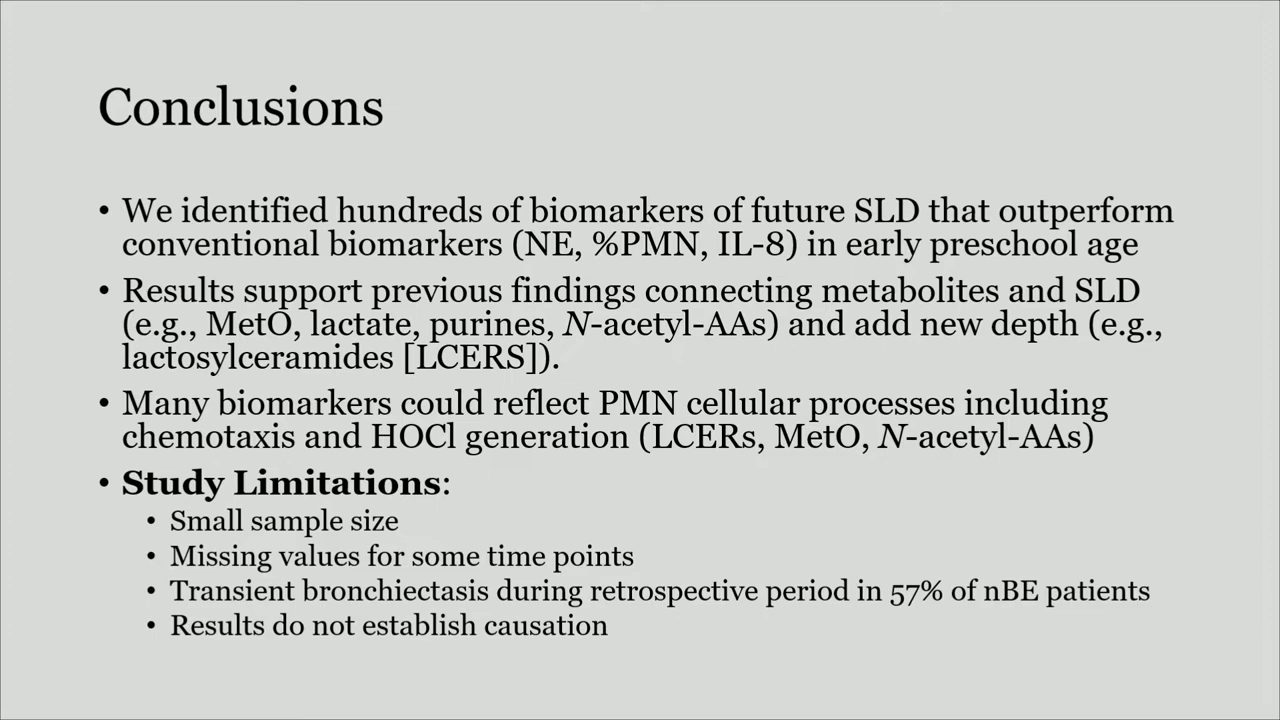 Conclusions
• We identified hundreds of biomarkers of future SLD that outperform
conventional biomarkers (NE, %PMN, IL-8) in early preschool age
• Results support previous findings connecting metabolites and SLD
(e.g., MetO, lactate, purines, N-acetyl-AAs) and add new depth (e.g.,
lactosylceramides [LCERS]).
• Many biomarkers could reflect PMN cellular processes including
chemotaxis and HOCl generation (LCERs, MetO, N-acetyl-AAs)
• Study Limitations:
• Small sample size
• Missing values for some time points
• Transient bronchiectasis during retrospective period in 57% of nBE patients
• Results do not establish causation